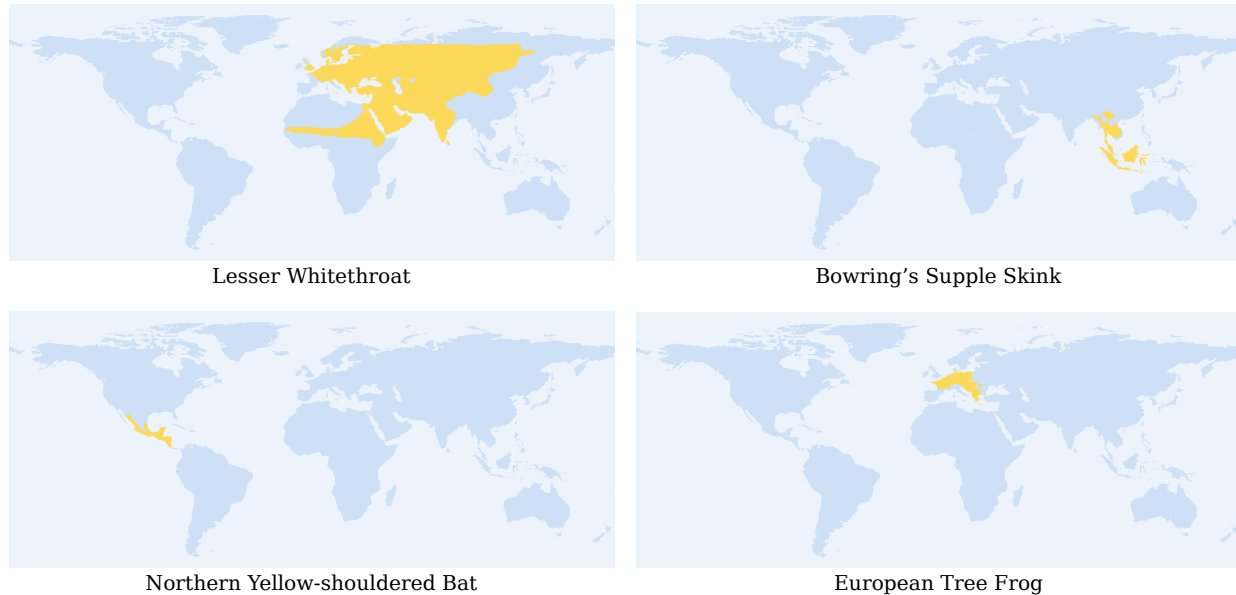 Lesser Whitethroat
Bowring’s Supple Skink
Northern Yellow-shouldered Bat
European Tree Frog